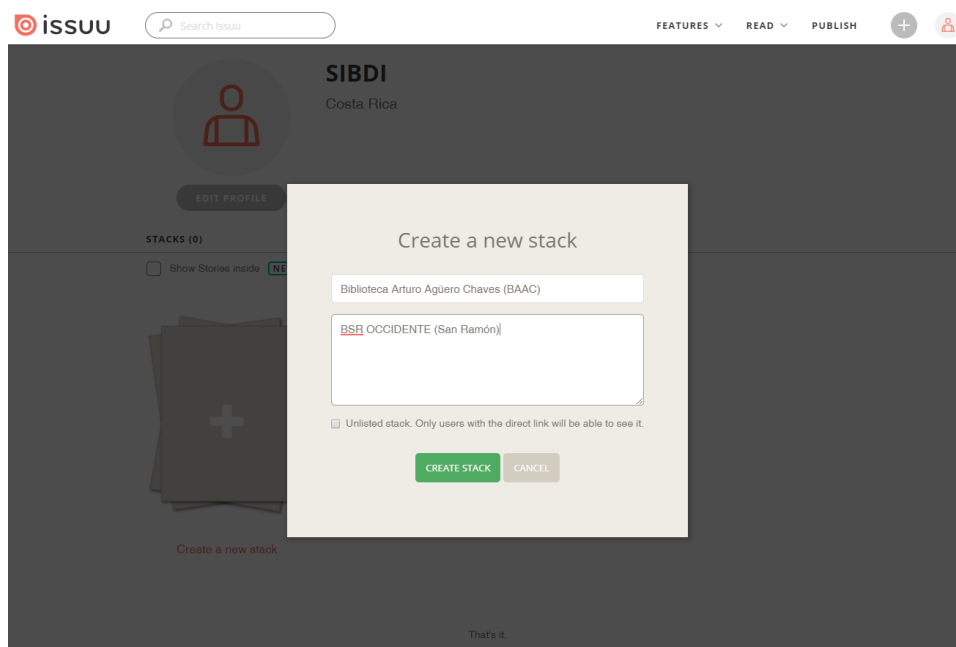 issuu
Search Issuu
FEATURES
READ
PUBLISH
SIBDI
Costa Rica
EDIT PROFILE
STACKS (0)
Show Stories inside
Create a new stack
Biblioteca Arturo Agüero Chaves (BAAC)
BSR OCCIDENTE (San Ramón)
Unlisted stack. Only users with the direct link will be able to see it.
CREATE STACK
CANCEL
Create a new stack
That's it.